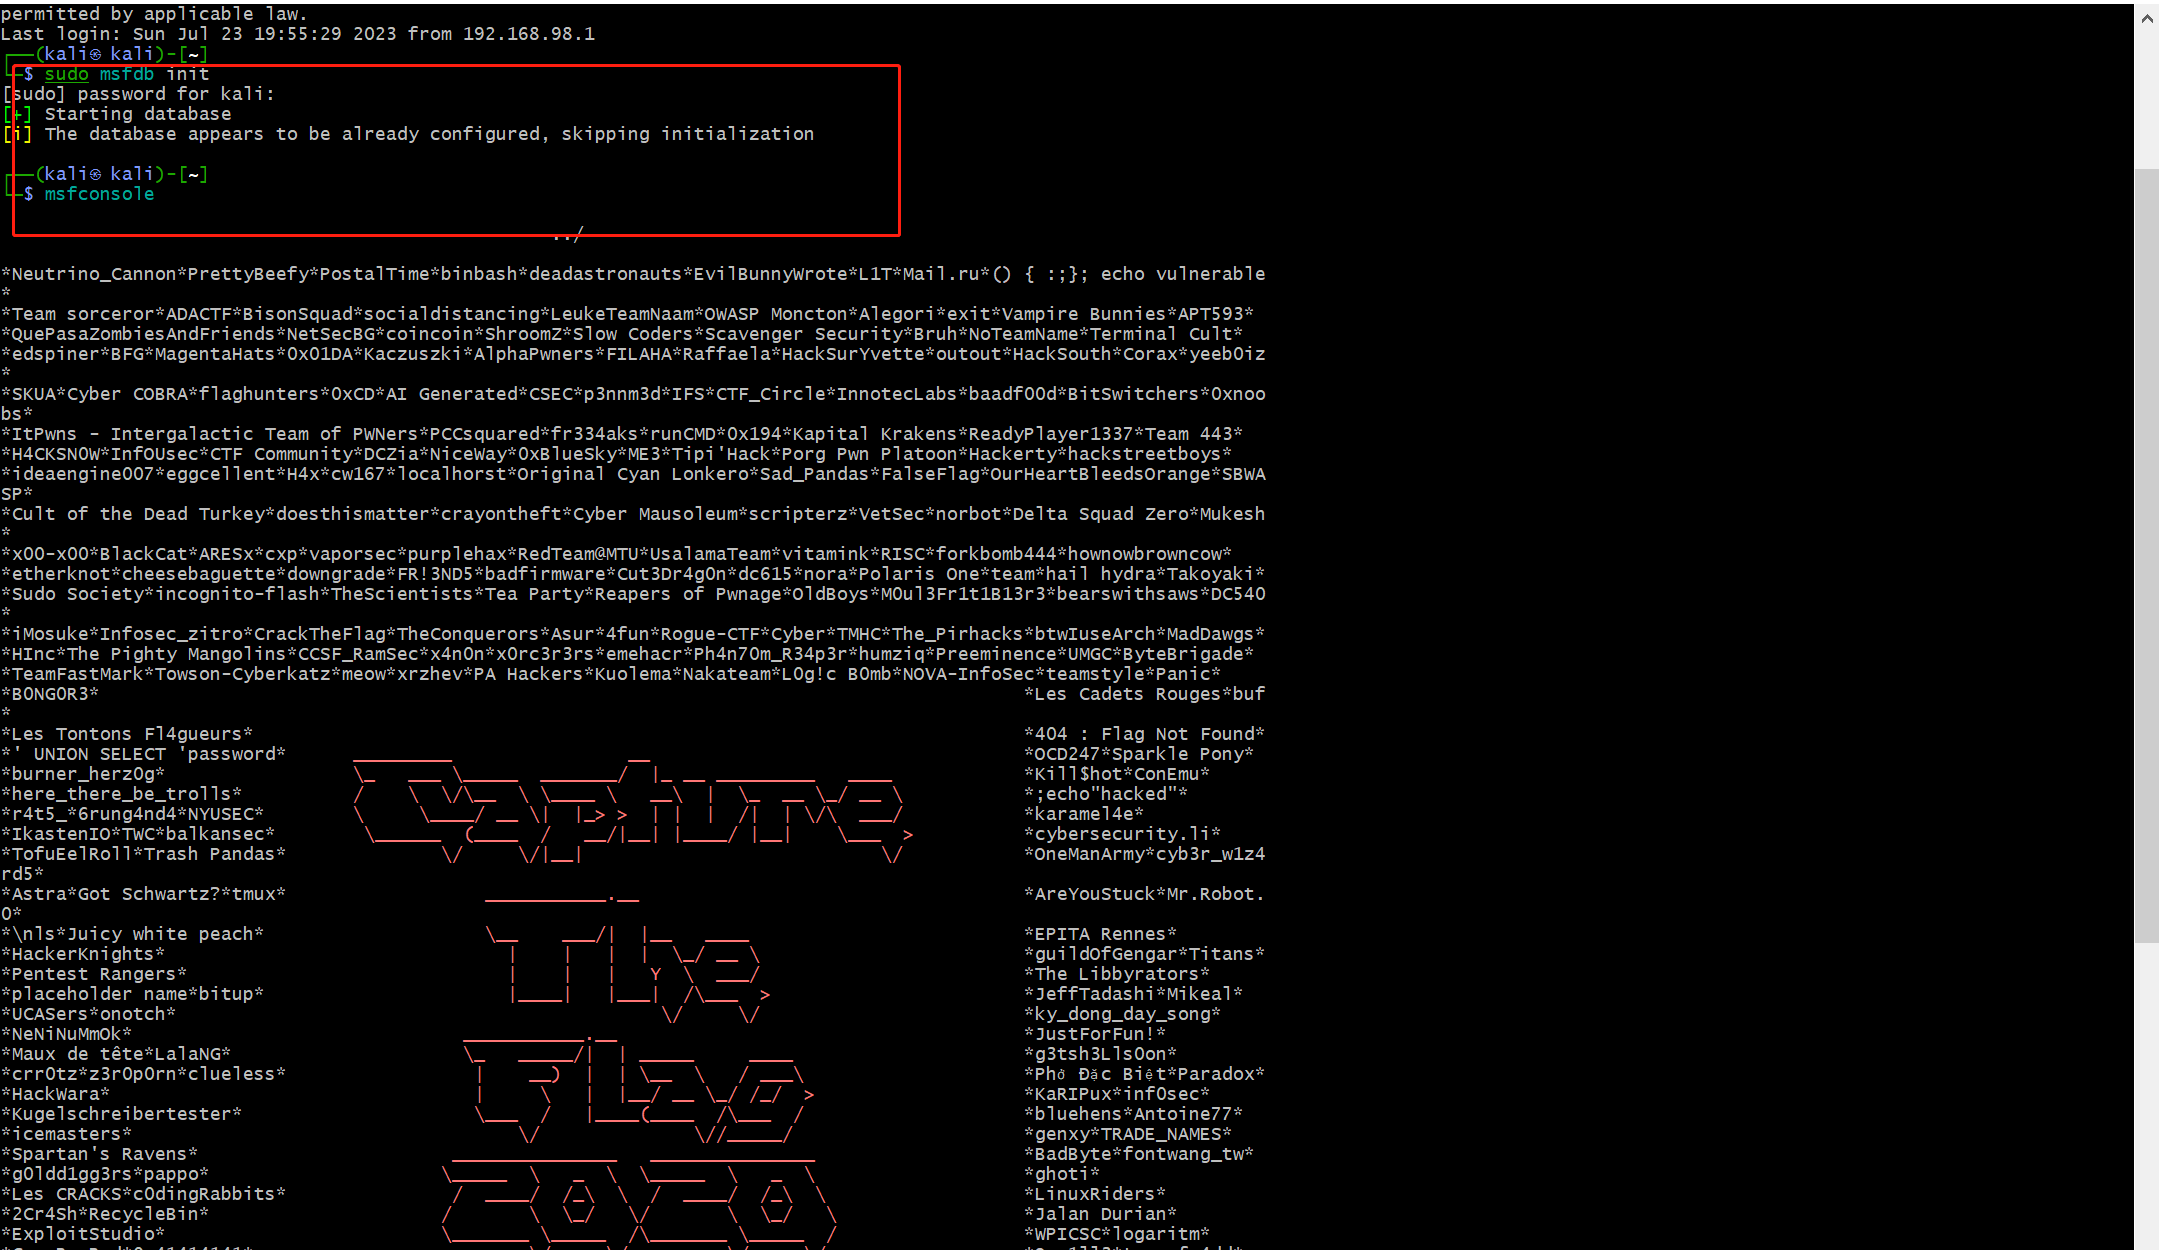 permitted by applicable law.
Last login: Sun Jul 23 19:55:29 2023 from 192.168.98.1
┌──(kali㉿ kali)-[~]
└─$ sudo msfdb init
[sudo] password for kali:
[+] Starting database
[i] The database appears to be already configured, skipping initialization
┌──(kali㉿ kali)-[~]
└─$ msfconsole
../
*Neutrino_Cannon*PrettyBeefy*PostalTime*binbash*deadastronauts*EvilBunnyWrote*L1T*Mail.ru*() { :;}; echo vulnerable
*
*Team sorceror*ADACTF*BisonSquad*socialdistancing*LeukeTeamNaam*OWASP Moncton*Alegori*exit*Vampire Bunnies*APT593*
*QuePasaZombiesAndFriends*NetSecBG*coincoin*ShroomZ*Slow Coders*Scavenger Security*Bruh*NoTeamName*Terminal Cult*
*edspiner*BFG*MagentaHats*0x01DA*Kaczuszki*AlphaPwners*FILAHA*Raffaela*HackSurYvette*outout*HackSouth*Corax*yeeb0iz
*
*SKUA*Cyber COBRA*flaghunters*0xCD*AI Generated*CSEC*p3nnm3d*IFS*CTF_Circle*InnotecLabs*baadf00d*BitSwitchers*0xnoo
bs*
*ItPwns - Intergalactic Team of PWNers*PCCsquared*fr334aks*runCMD*0x194*Kapital Krakens*ReadyPlayer1337*Team 443*
*H4CKSN0W*InfOUsec*CTF Community*DCZia*NiceWay*0xBlueSky*ME3*Tipi'Hack*Porg Pwn Platoon*Hackerty*hackstreetboys*
*ideaengine007*eggcellent*H4x*cw167*localhorst*Original Cyan Lonkero*Sad_Pandas*FalseFlag*OurHeartBleedsOrange*SBWA
SP*
*Cult of the Dead Turkey*doesthismatter*crayontheft*Cyber Mausoleum*scripterz*VetSec*norbot*Delta Squad Zero*Mukesh
*
*x00-x00*BlackCat*ARESx*cxp*vaporsec*purplehax*RedTeam@MTU*UsalamaTeam*vitamink*RISC*forkbomb444*hownowbrowncow*
*etherknot*cheesebaguette*downgrade*FR!3ND5*badfirmware*Cut3Dr4g0n*dc615*nora*Polaris One*team*hail hydra*Takoyaki*
*Sudo Society*incognito-flash*TheScientists*Tea Party*Reapers of Pwnage*OldBoys*M0ul3Fr1t1B13r3*bearswithsaws*DC540
*
*iMosuke*Infosec_zitro*CrackTheFlag*TheConquerors*Asur*4fun*Rogue-CTF*Cyber*TMHC*The_Pirhacks*btwIuseArch*MadDawgs*
*HInc*The Pighty Mangolins*CCSF_RamSec*x4n0n*x0rc3r3rs*emehacr*Ph4n70m_R34p3r*humziq*Preeminence*UMGC*ByteBrigade*
*TeamFastMark*Towson-Cyberkatz*meow*xrzhev*PA Hackers*Kuolema*Nakateam*L0g!c B0mb*NOVA-InfoSec*teamstyle*Panic*
*B0NG0R3* *Les Cadets Rouges*buf
*
*Les Tontons Fl4gueurs* *404 : Flag Not Found*
*' UNION SELECT 'password* *OCD247*Sparkle Pony*
*burner_herz0g* *Kill$hot*ConEmu*
*here_there_be_trolls* Capture *;echo"hacked"*
*r4t5_*6rung4nd4*NYUSEC* *karamel4e*
*IkastenIO*TWC*balkansec* *cybersecurity.li*
*TofuEelRoll*Trash Pandas* *OneManArmy*cyb3r_w1z4
rd5*
*Astra*Got Schwartz?*tmux* *AreYouStuck*Mr.Robot.
0*
*\nls*Juicy white peach* *EPITA Rennes*
*HackerKnights* The *guildOfGengar*Titans*
*Pentest Rangers* *The Libbyrators*
*placeholder name*bitup* *JeffTadashi*Mikeal*
*UCASers*onotch* *ky_dong_day_song*
*NeNiNuMmOk* *JustForFun!*
*Maux de tête*LalaNG* *g3tsh3Lls0on*
*crr0tz*z3r0p0rn*clueless* Flag *Phở Đặc Biệt*Paradox*
*HackWara* *KaRIPux*inf0sec*
*Kugelschreibertester* *bluehens*Antoine77*
*icemasters* *genxy*TRADE_NAMES*
*Spartan's Ravens* *BadByte*fontwang_tw*
*g0ldd1gg3rs*pappo* *ghoti*
*Les CRACKS*c0dingRabbits* 2020 *LinuxRiders*
*2Cr4Sh*RecycleBin* *Jalan Durian*
*ExploitStudio* *WPICSC*logaritm*